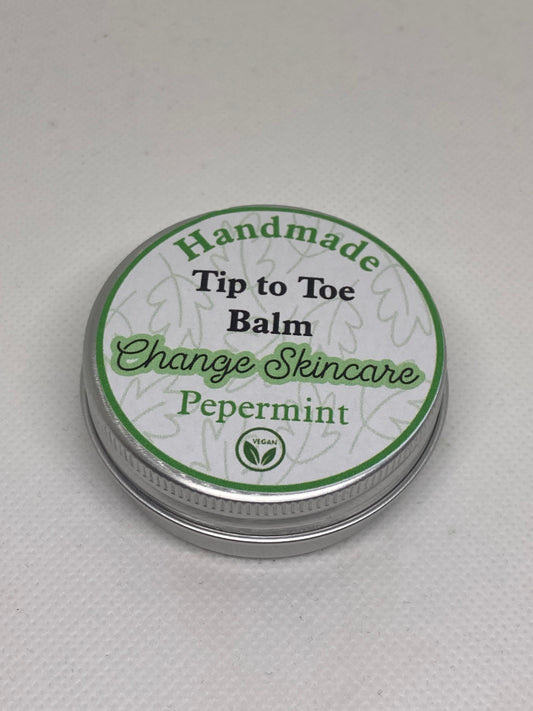 Handmade
Tip to Toe
Balm
Change Skincare
Pepermint
VEGAN